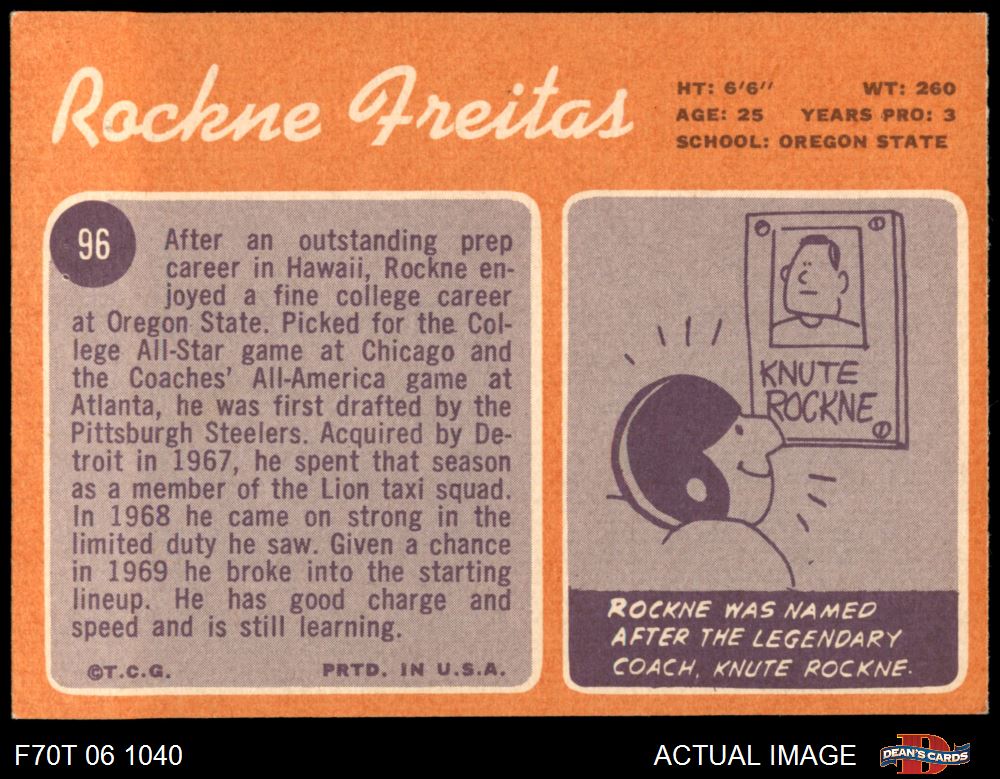 Rockne Freitas
HT: 6'6" WT: 260
AGE: 25 YEARS PRO: 3
SCHOOL: OREGON STATE
96
After an outstanding prep
career in Hawaii, Rockne en-
joyed a fine college career
at Oregon State. Picked for the Col-
lege All-Star game at Chicago and
the Coaches' All-America game at
Atlanta, he was first drafted by the
Pittsburgh Steelers. Acquired by De-
troit in 1967, he spent that season
as a member of the Lion taxi squad.
In 1968 he came on strong in the
limited duty he saw. Given a chance
in 1969 he broke into the starting
lineup. He has good charge and
speed and is still learning.
©T.C.G. PRTD. IN U.S.A.
KNUTE
ROCKNE
ROCKNE WAS NAMED
AFTER THE LEGENDARY
COACH, KNUTE ROCKNE.
F70T 06 1040 ACTUAL IMAGE
D
DEAN'S CARDS